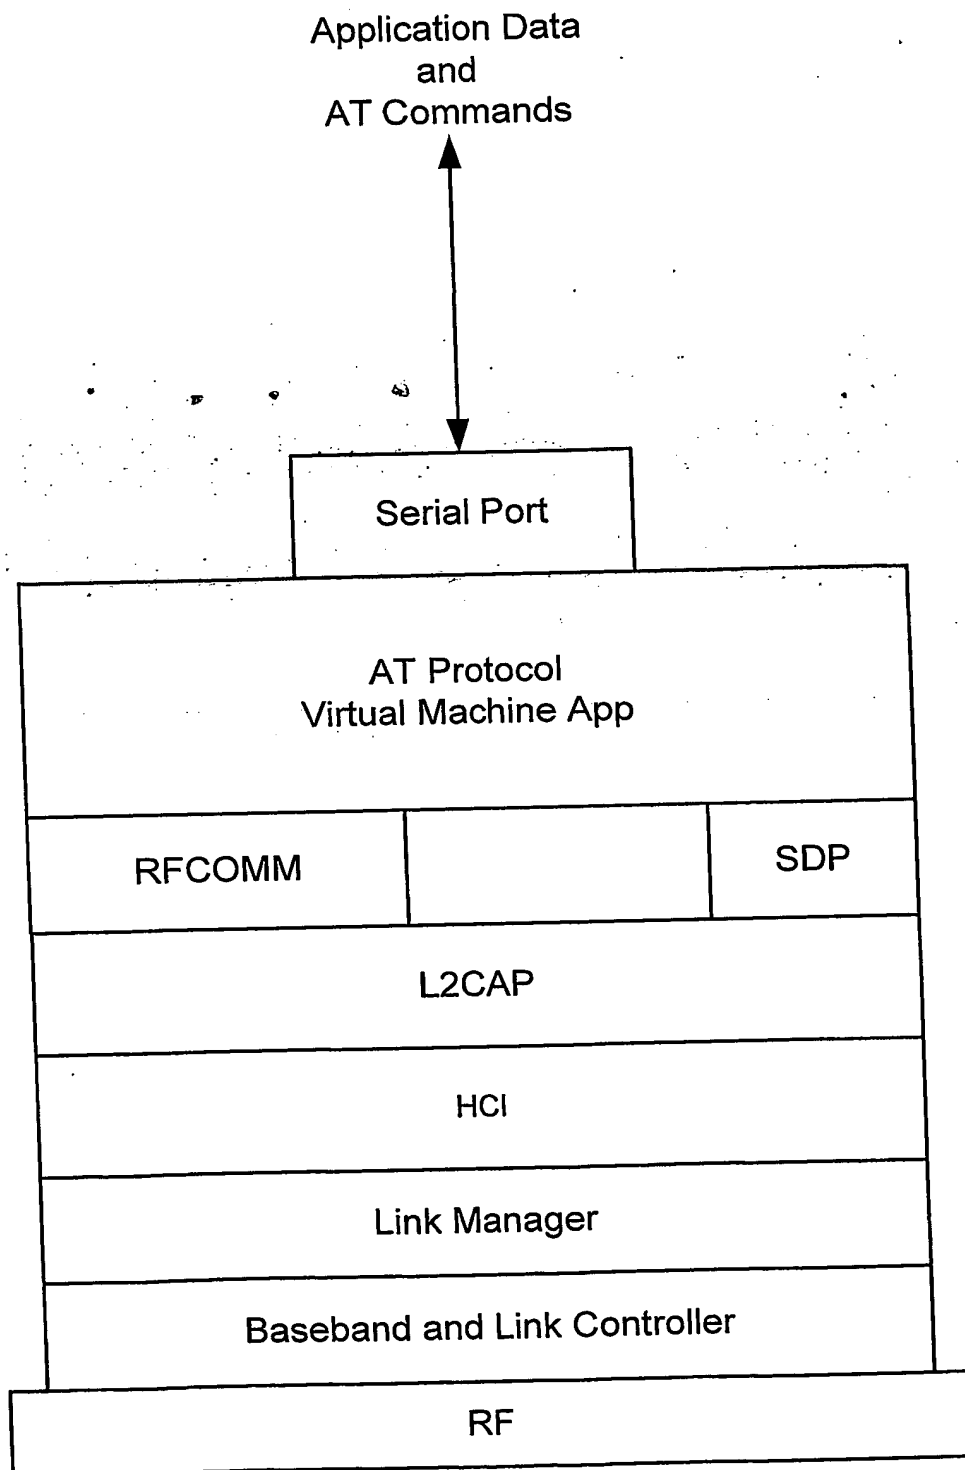 Application Data
and
AT Commands
Serial Port
AT Protocol
Virtual Machine App
RFCOMM
SDP
L2CAP
HCI
Link Manager
Baseband and Link Controller
RF